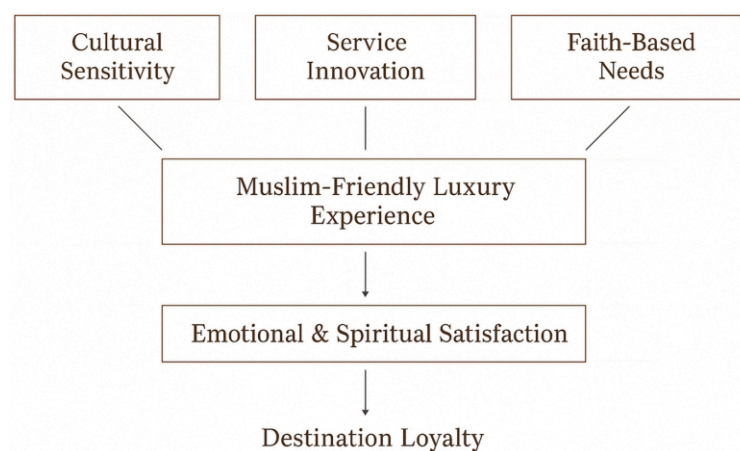 Cultural
Sensitivity
Service
Innovation
Faith-Based
Needs
Muslim-Friendly Luxury
Experience
Emotional & Spiritual Satisfaction
Destination Loyalty